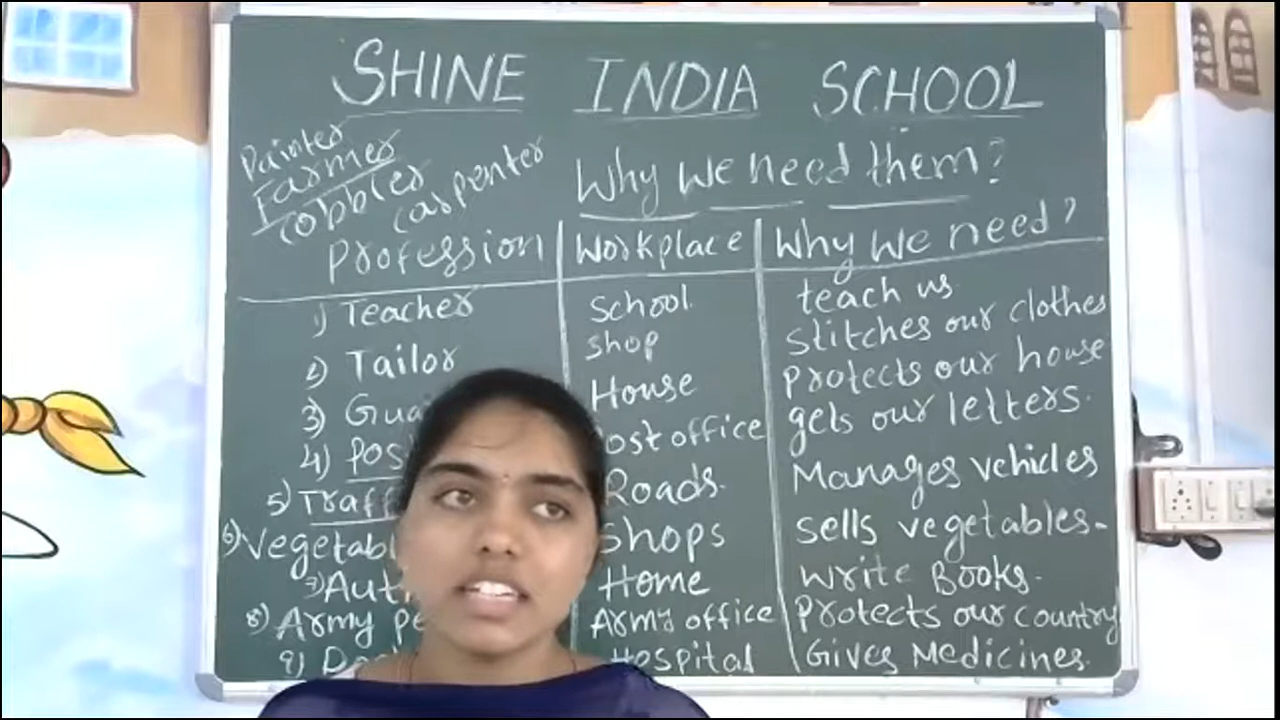 SHINE INDIA SCHOOL
Painter
Farmer
cobbler
carpenter
Why we need them?
Profession Workplace Why we need?
1) Teacher School teach us
2) Tailor shop stitches our clothes
3) House protects our house
4) office gets our letters.
5) Roads. Manages vehicles
6) Shops sells vegetables.
7) Home write Books.
8) Army Army office Protects our country
9) Hospital Gives Medicines.